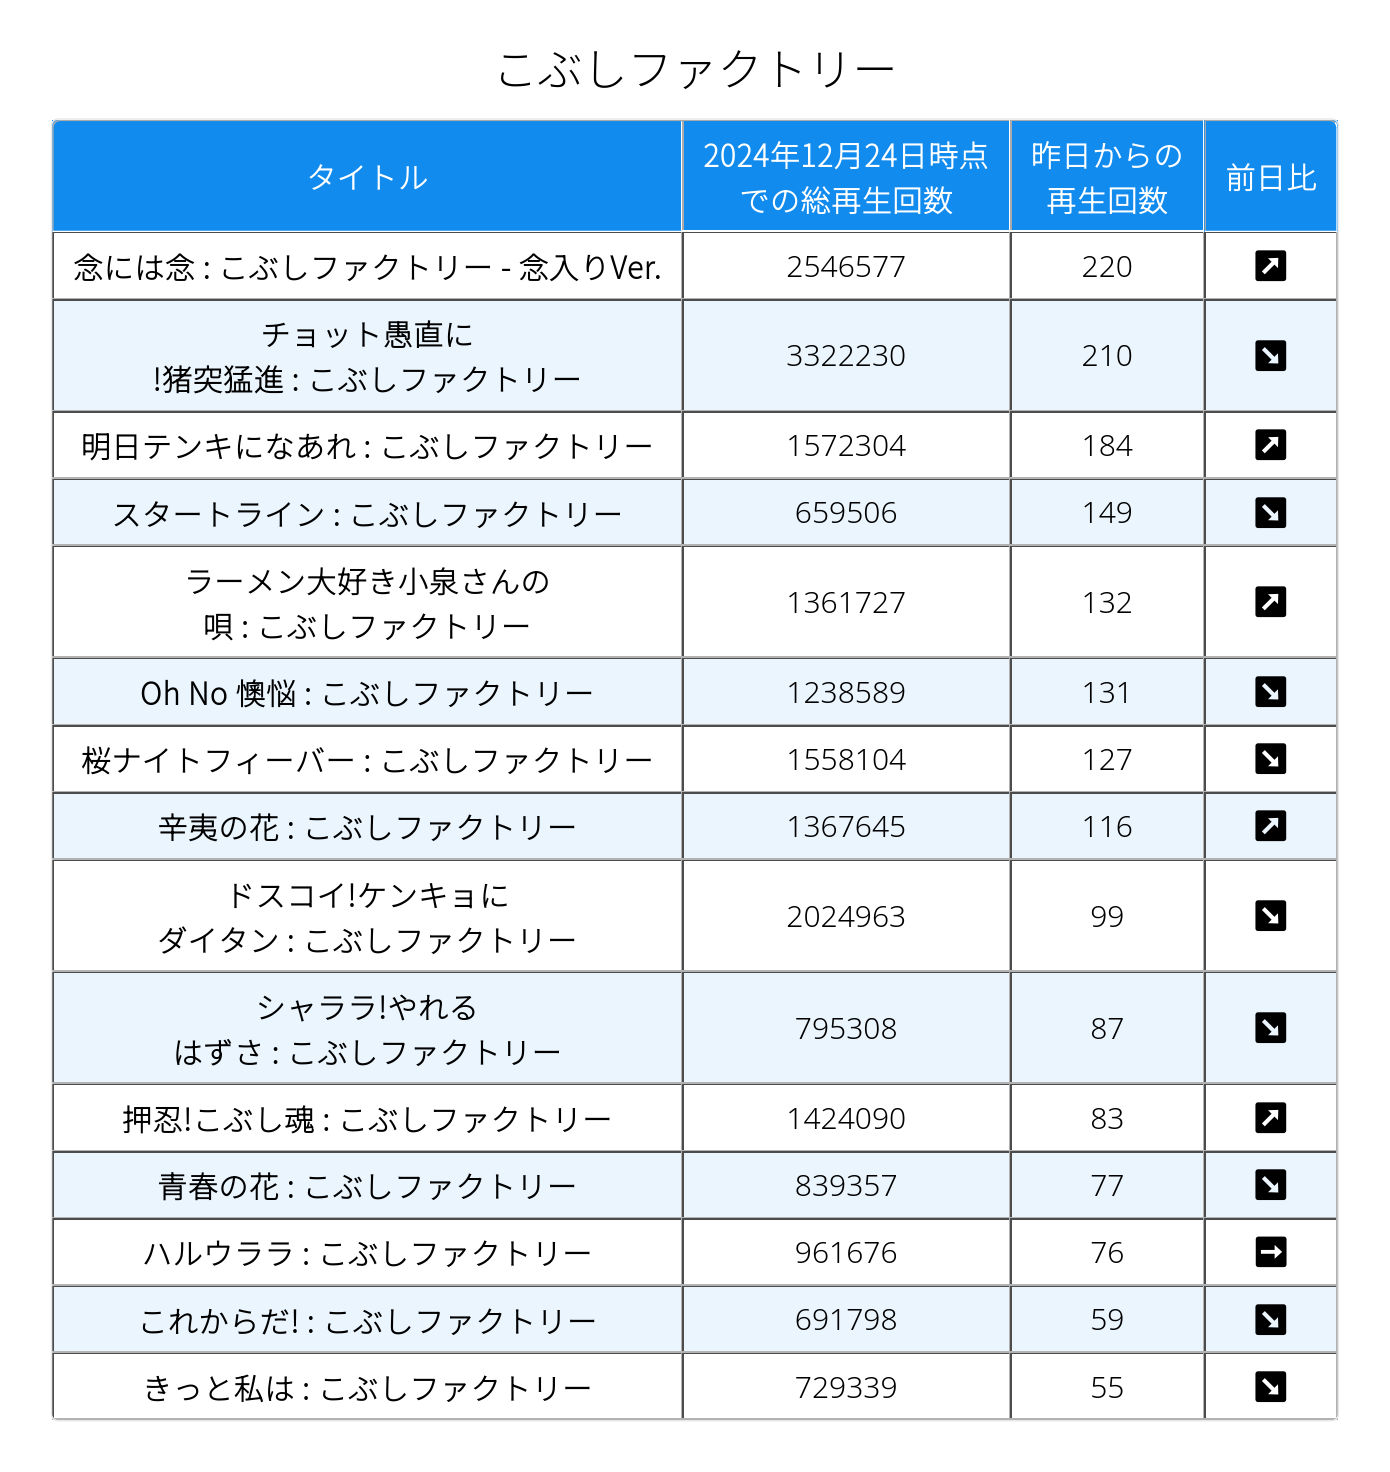 こぶしファクトリー
タイトル
2024年12月24日時点
での総再生回数
昨日からの
再生回数
前日比
念には念 : こぶしファクトリー - 念入りVer.
2546577
220
チョット愚直に
!猪突猛進 : こぶしファクトリー
3322230
210
明日テンキになあれ : こぶしファクトリー
1572304
184
スタートライン : こぶしファクトリー
659506
149
ラーメン大好き小泉さんの
唄 : こぶしファクトリー
1361727
132
Oh No 懊悩 : こぶしファクトリー
1238589
131
桜ナイトフィーバー : こぶしファクトリー
1558104
127
辛夷の花 : こぶしファクトリー
1367645
116
ドスコイ!ケンキョに
ダイタン : こぶしファクトリー
2024963
99
シャララ!やれる
はずさ : こぶしファクトリー
795308
87
押忍!こぶし魂 : こぶしファクトリー
1424090
83
青春の花 : こぶしファクトリー
839357
77
ハルウララ : こぶしファクトリー
961676
76
これからだ! : こぶしファクトリー
691798
59
きっと私は : こぶしファクトリー
729339
55